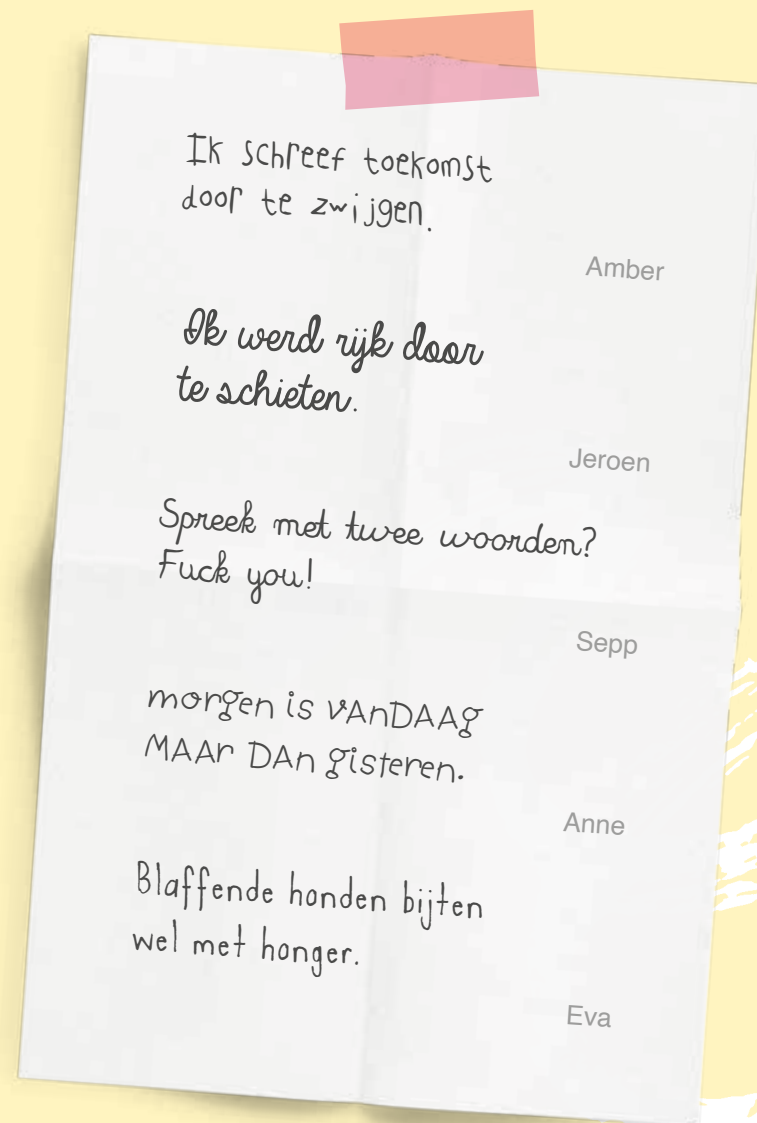 Ik schreef toekomst
door te zwijgen.
Amber
Ik werd rijk door
te schieten.
Jeroen
Spreek met twee woorden?
Fuck you!
Sepp
morgen is vAnDAAg
MAAr DAn gisteren.
Anne
Blaffende honden bijten
wel met honger.
Eva